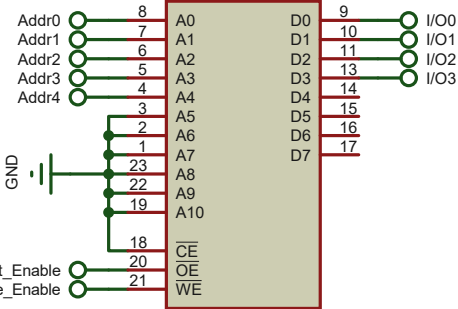 Addr0 8 A0 D0 9 I/O0
Addr1 7 A1 D1 10 I/O1
Addr2 6 A2 D2 11 I/O2
Addr3 5 A3 D3 13 I/O3
Addr4 4 A4 D4 14
3 A5 D5 15
2 A6 D6 16
1 A7 D7 17
GND 23 A8
22 A9
19 A10
18 CE
t_Enable 20 OE
e_Enable 21 WE